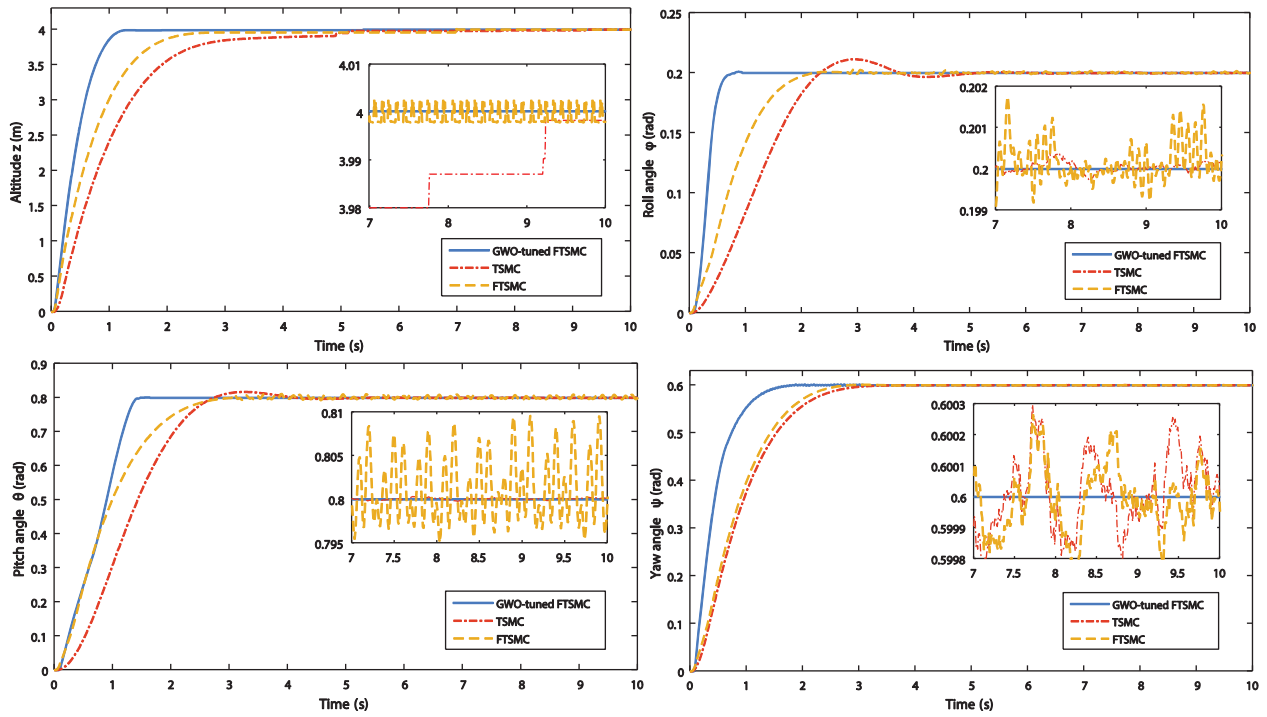 4.5
4
3.5
3
2.5
2
1.5
1
0.5
0
Altitude z (m)
0 1 2 3 4 5 6 7 8 9 10
Time (s)
4.01
4
3.99
3.98
7 8 9 10
GWO-tuned FTSMC
TSMC
FTSMC
0.25
0.2
0.15
0.1
0.05
0
Roll angle φ (rad)
0 1 2 3 4 5 6 7 8 9 10
Time (s)
0.202
0.201
0.2
0.199
7 8 9 10
GWO-tuned FTSMC
TSMC
FTSMC
0.9
0.8
0.7
0.6
0.5
0.4
0.3
0.2
0.1
0
Pitch angle θ (rad)
0 1 2 3 4 5 6 7 8 9 10
Time (s)
0.81
0.805
0.8
0.795
7 7.5 8 8.5 9 9.5 10
GWO-tuned FTSMC
TSMC
FTSMC
0.6
0.5
0.4
0.3
0.2
0.1
0
Yaw angle ψ (rad)
0 1 2 3 4 5 6 7 8 9 10
Time (s)
0.6003
0.6002
0.6001
0.6
0.5999
0.5998
7 7.5 8 8.5 9 9.5 10
GWO-tuned FTSMC
TSMC
FTSMC